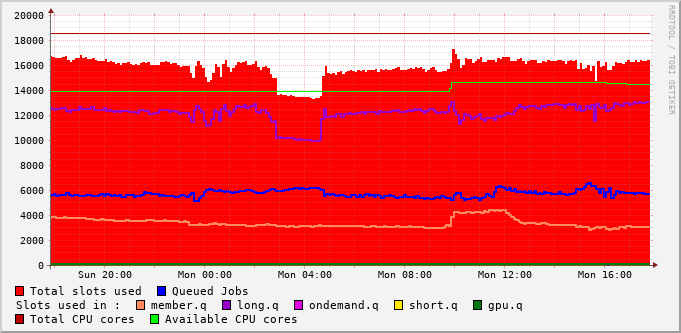 20000
18000
16000
14000
12000
10000
8000
6000
4000
2000
0
Sun 20:00 Mon 00:00 Mon 04:00 Mon 08:00 Mon 12:00 Mon 16:00
Total slots used Queued Jobs
Slots used in : member.q long.q ondemand.q short.q gpu.q
Total CPU cores Available CPU cores
RRDTOOL / TOBI OETIKER